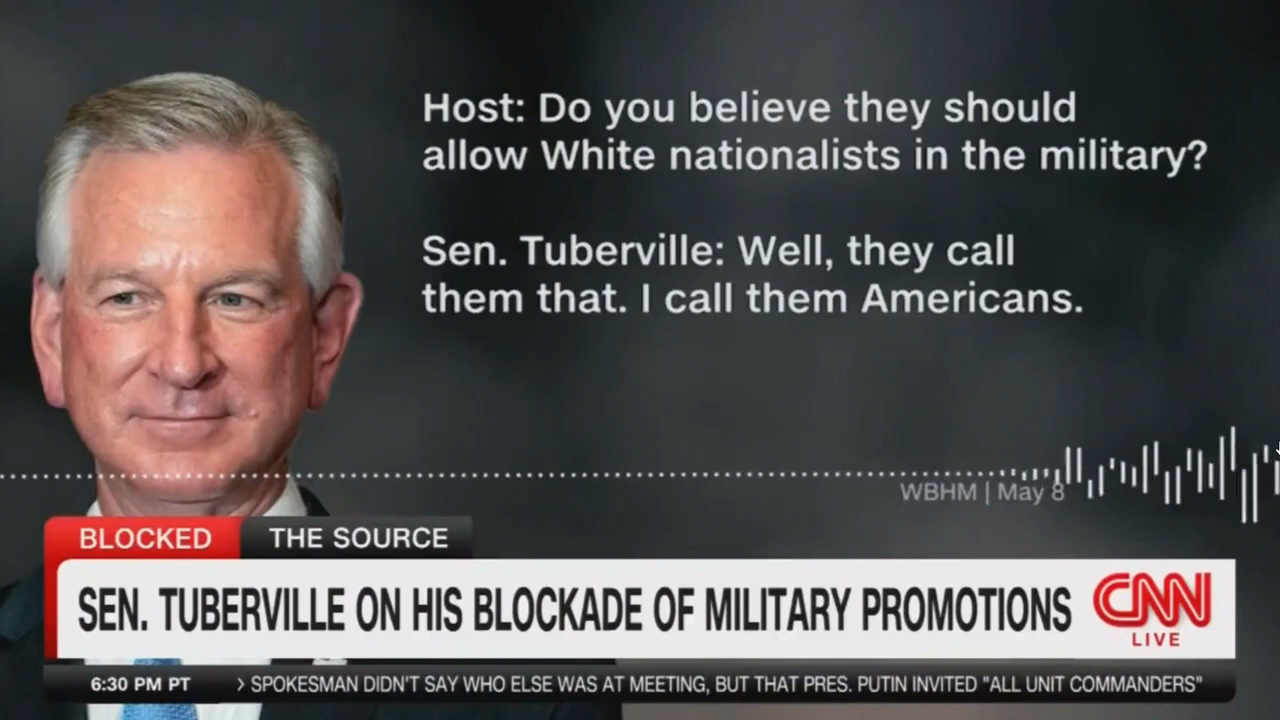 Host: Do you believe they should
allow White nationalists in the military?
Sen. Tuberville: Well, they call
them that. I call them Americans.
WBHM | May 8
BLOCKED
THE SOURCE
SEN. TUBERVILLE ON HIS BLOCKADE OF MILITARY PROMOTIONS
CNN
LIVE
6:30 PM PT
> SPOKESMAN DIDN'T SAY WHO ELSE WAS AT MEETING, BUT THAT PRES. PUTIN INVITED "ALL UNIT COMMANDERS"